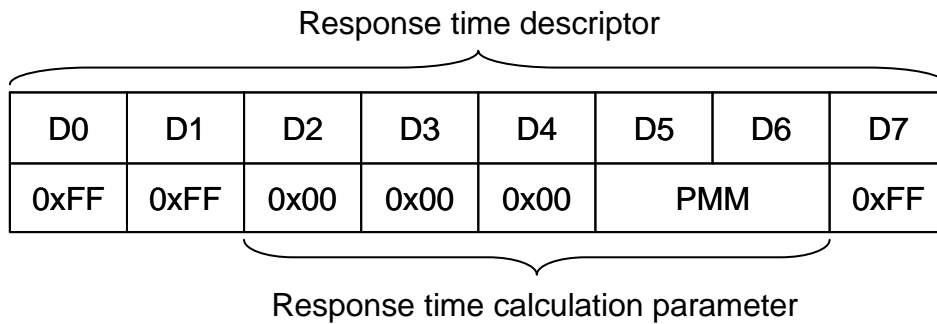 Response time descriptor
D0 D1 D2 D3 D4 D5 D6 D7
0xFF 0xFF 0x00 0x00 0x00 PMM 0xFF
Response time calculation parameter